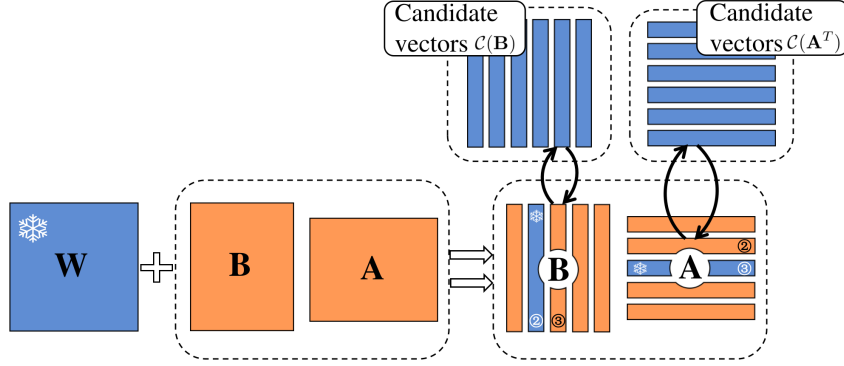 Candidate
vectors 𝒞(B)
Candidate
vectors 𝒞(Aᵀ)
W
B
A
B
②
③
A
②
③